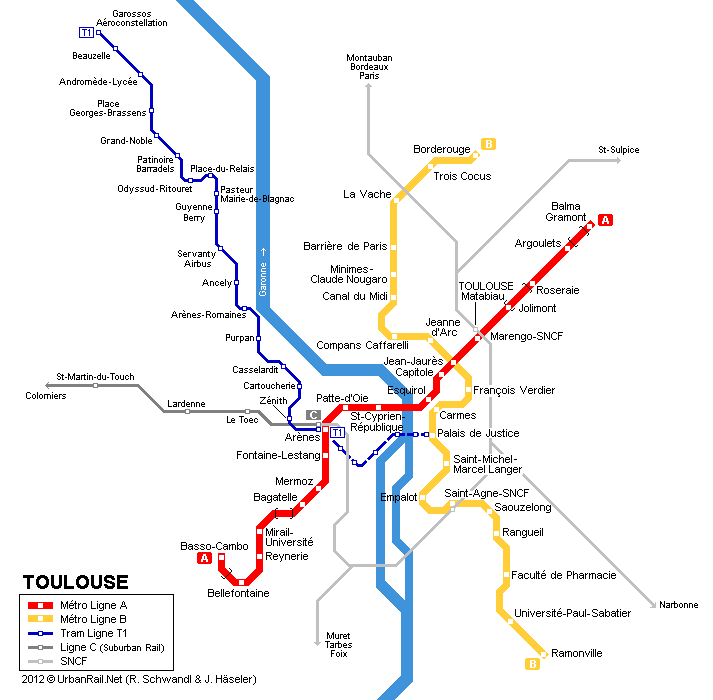 Garossos
Aéroconstellation
T1
Beauzelle
Andromède-Lycée
Place
Georges-Brassens
Grand-Noble
Patinoire
Barradels
Place-du-Relais
Odyssud-Ritouret
Pasteur
Mairie-de-Blagnac
Guyenne
Berry
Servanty
Airbus
Ancely
Arènes-Romaines
Purpan
Casselardit
Cartoucherie
Zénith
Arènes
Garonne →
Montauban
Bordeaux
Paris
Borderouge
B
Trois Cocus
La Vache
Barrière de Paris
Minimes-
Claude Nougaro
Canal du Midi
Compans Caffarelli
Jeanne
d'Arc
Jean-Jaurès
Capitole
Esquirol
St-Sulpice
Balma
Gramont
A
Argoulets
Roseraie
Jolimont
TOULOUSE
Matabiau
Marengo-SNCF
François Verdier
Carmes
Palais de Justice
Saint-Michel-
Marcel Langer
Empalot
Saint-Agne-SNCF
Saouzelong
Rangueil
Faculté de Pharmacie
Université-Paul-Sabatier
Ramonville
B
Narbonne
St-Martin-du-Touch
Colomiers
Lardenne
Le Toec
C
T1
Patte-d'Oie
St-Cyprien-
République
Fontaine-Lestang
Mermoz
Bagatelle
Mirail-
Université
Reynerie
Basso-Cambo
A
Bellefontaine
Muret
Tarbes
Foix
TOULOUSE
Métro Ligne A
Métro Ligne B
Tram Ligne T1
Ligne C (Suburban Rail)
SNCF
2012 © UrbanRail.Net (R. Schwandl & J. Häseler)